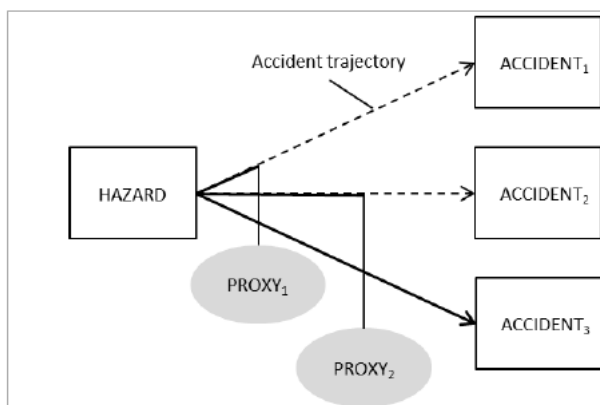 Accident trajectory
ACCIDENT₁
HAZARD
ACCIDENT₂
PROXY₁
ACCIDENT₃
PROXY₂